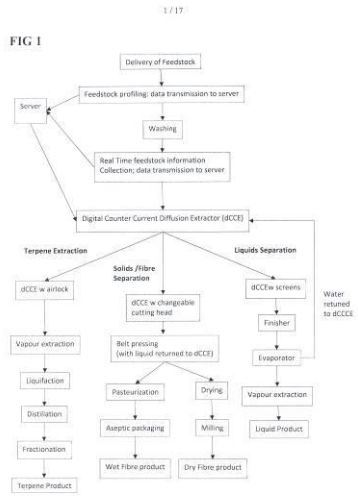 1 / 17
FIG 1
Delivery of Feedstock
Feedstock profiling: data transmission to server
Server
Washing
Real Time feedstock information
Collection; data transmission to server
Digital Counter Current Diffusion Extractor (dCCE)
Terpene Extraction
Solids /Fibre
Separation
Liquids Separation
dCCE w airlock
dCCE w changeable
cutting head
dCCEw screens
Water
retuned
to dCCCE
Finisher
Vapour extraction
Belt pressing
(with liquid returned to dCCE)
Evaporator
Liquifaction
Pasteurization
Drying
Vapour extraction
Distillation
Aseptic packaging
Milling
Liquid Product
Fractionation
Wet Fibre product
Dry Fibre product
Terpene Product